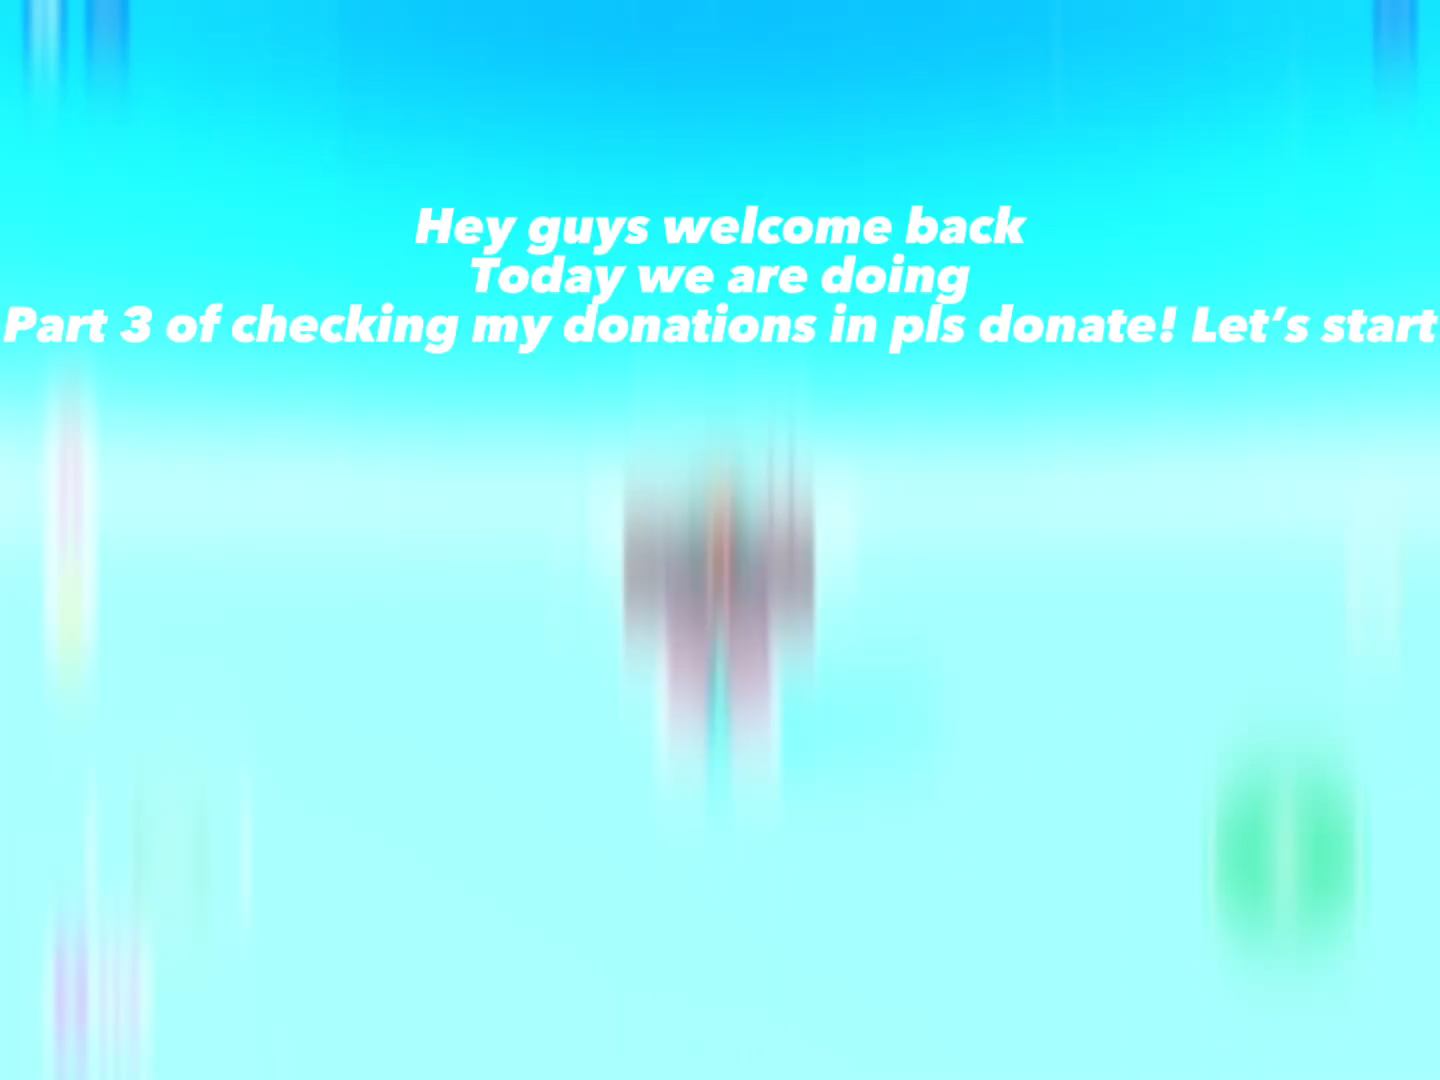 Hey guys welcome back
Today we are doing
Part 3 of checking my donations in pls donate! Let’s start